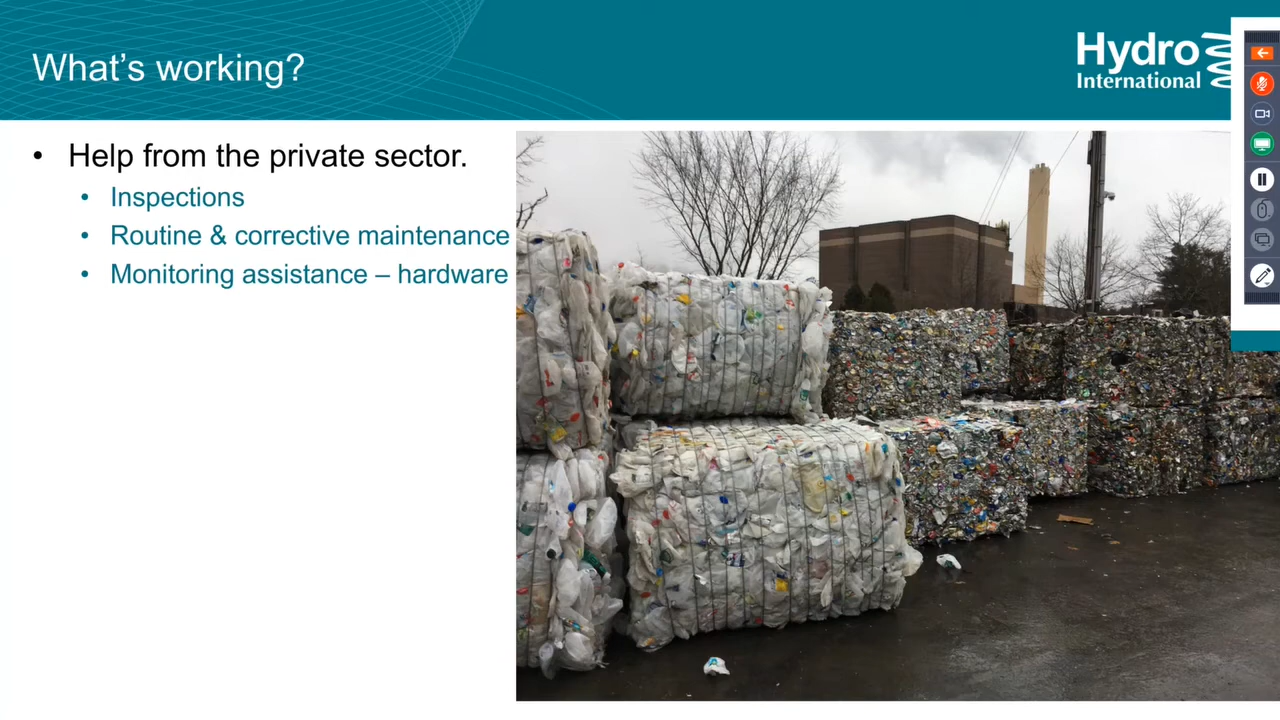 What's working?
Hydro
International
• Help from the private sector.
• Inspections
• Routine & corrective maintenance
• Monitoring assistance – hardware